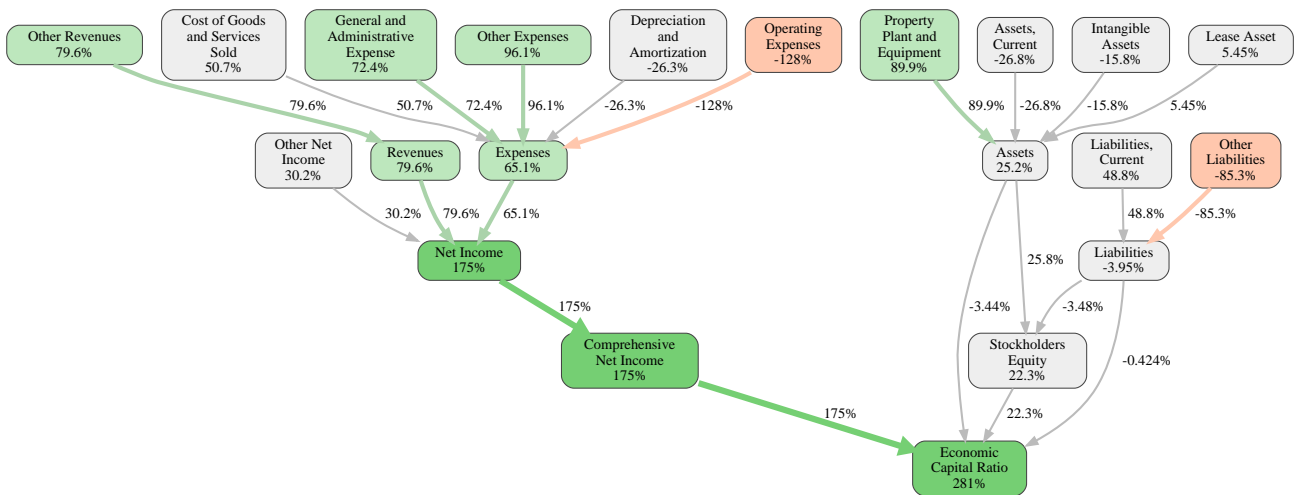 Other Revenues
79.6%
Cost of Goods
and Services
Sold
50.7%
General and
Administrative
Expense
72.4%
Other Expenses
96.1%
Depreciation
and
Amortization
-26.3%
Operating
Expenses
-128%
Property
Plant and
Equipment
89.9%
Assets,
Current
-26.8%
Intangible
Assets
-15.8%
Lease Asset
5.45%
79.6%
50.7%
72.4%
96.1%
-26.3%
-128%
89.9%
-26.8%
-15.8%
5.45%
Other Net
Income
30.2%
Revenues
79.6%
Expenses
65.1%
Assets
25.2%
Liabilities,
Current
48.8%
Other
Liabilities
-85.3%
30.2%
79.6%
65.1%
48.8%
-85.3%
Net Income
175%
25.8%
Liabilities
-3.95%
175%
-3.44%
-3.48%
Comprehensive
Net Income
175%
Stockholders
Equity
22.3%
-0.424%
175%
22.3%
Economic
Capital Ratio
281%